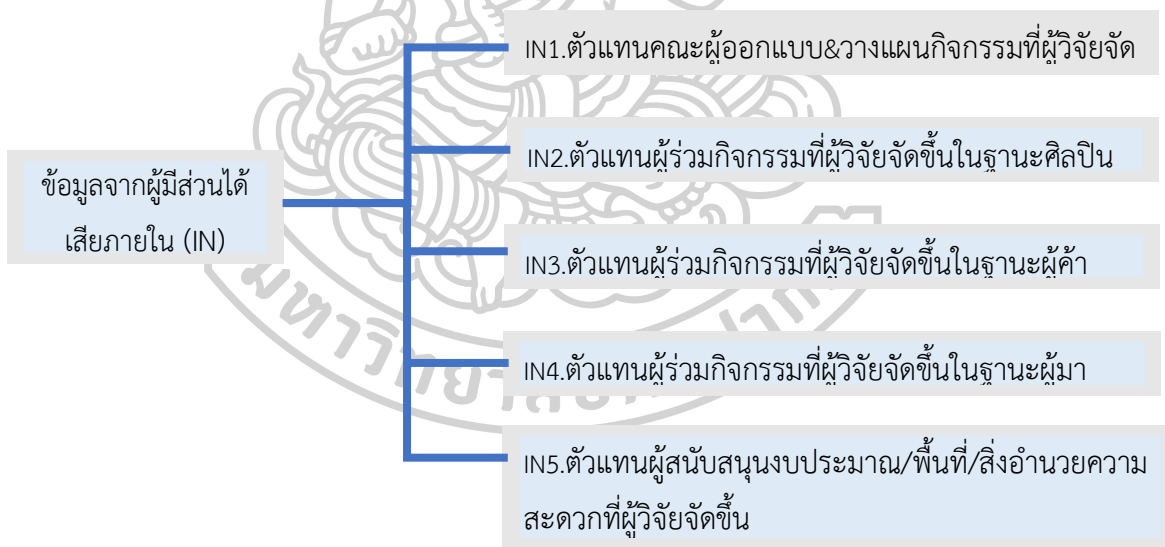 IN1.ตัวแทนคณะผู้ออกแบบ&วางแผนกิจกรรมที่ผู้วิจัยจัด
IN2.ตัวแทนผู้ร่วมกิจกรรมที่ผู้วิจัยจัดขึ้นในฐานะศิลปิน
ข้อมูลจากผู้มีส่วนได้
เสียภายใน (IN)
IN3.ตัวแทนผู้ร่วมกิจกรรมที่ผู้วิจัยจัดขึ้นในฐานะผู้ค้า
IN4.ตัวแทนผู้ร่วมกิจกรรมที่ผู้วิจัยจัดขึ้นในฐานะผู้มา
IN5.ตัวแทนผู้สนับสนุนงบประมาณ/พื้นที่/สิ่งอำนวยความ
สะดวกที่ผู้วิจัยจัดขึ้น